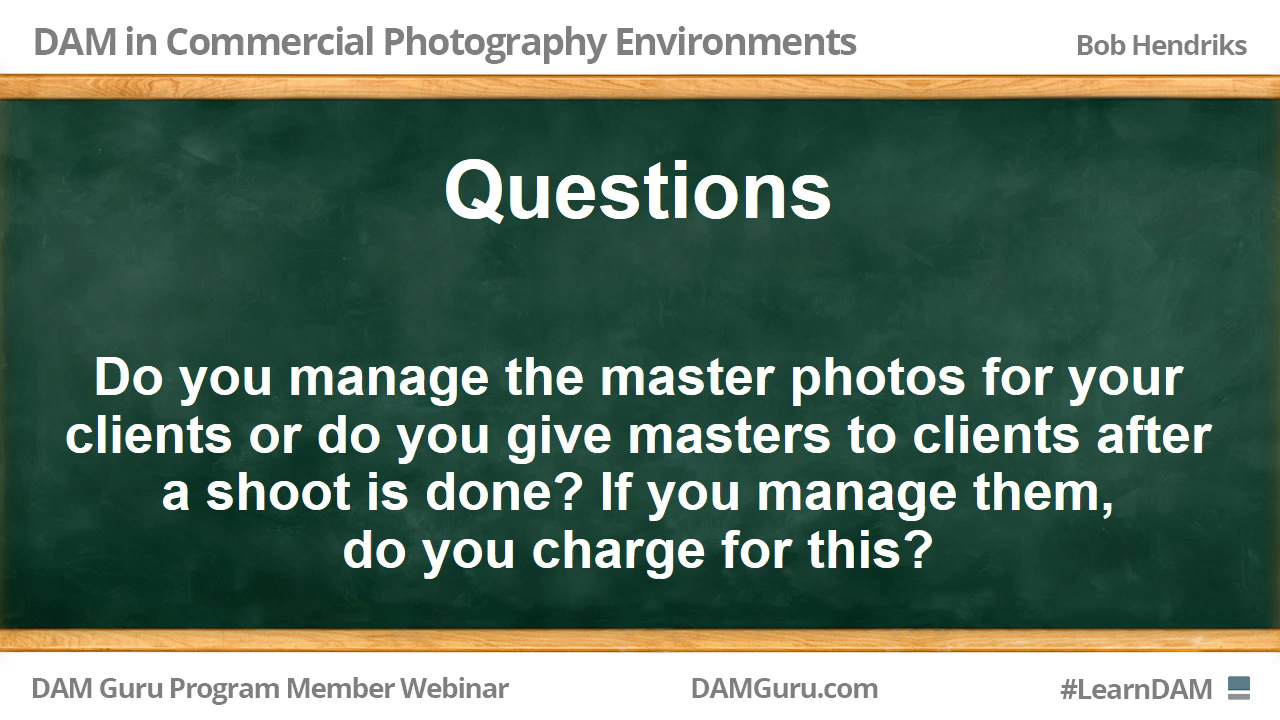 DAM in Commercial Photography Environments
Bob Hendriks
Questions
Do you manage the master photos for your
clients or do you give masters to clients after
a shoot is done? If you manage them,
do you charge for this?
DAM Guru Program Member Webinar
DAMGuru.com
#LearnDAM